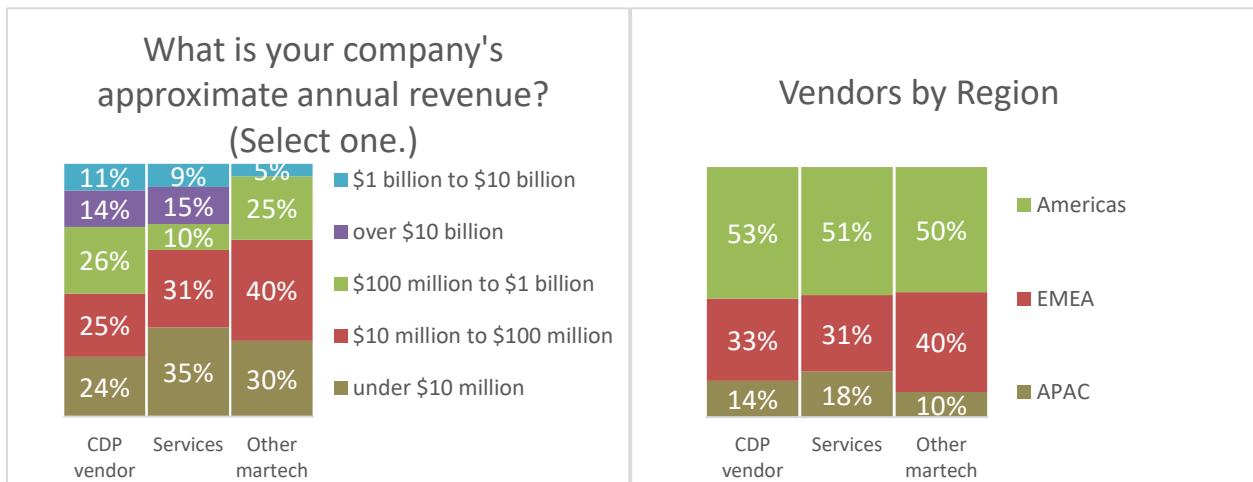 What is your company's
approximate annual revenue?
(Select one.)
11% 9% 5%
14% 15% 25%
26% 10%
25% 31% 40%
24% 35% 30%
CDP
vendor
Services
Other
martech
$1 billion to $10 billion
over $10 billion
$100 million to $1 billion
$10 million to $100 million
under $10 million
Vendors by Region
53% 51% 50%
33% 31% 40%
14% 18% 10%
CDP
vendor
Services
Other
martech
Americas
EMEA
APAC